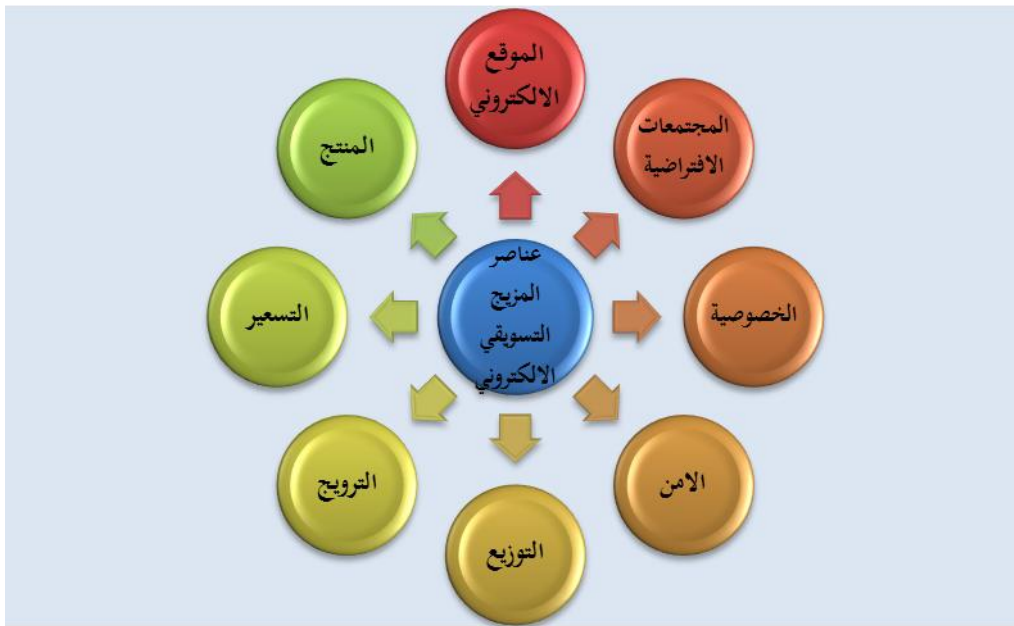 الموقع
الالكتروني
المجتمعات
الافتراضية
الخصوصية
الامن
التوزيع
الترويج
التسعير
المنتج
عناصر
المزيج
التسويقي
الالكتروني